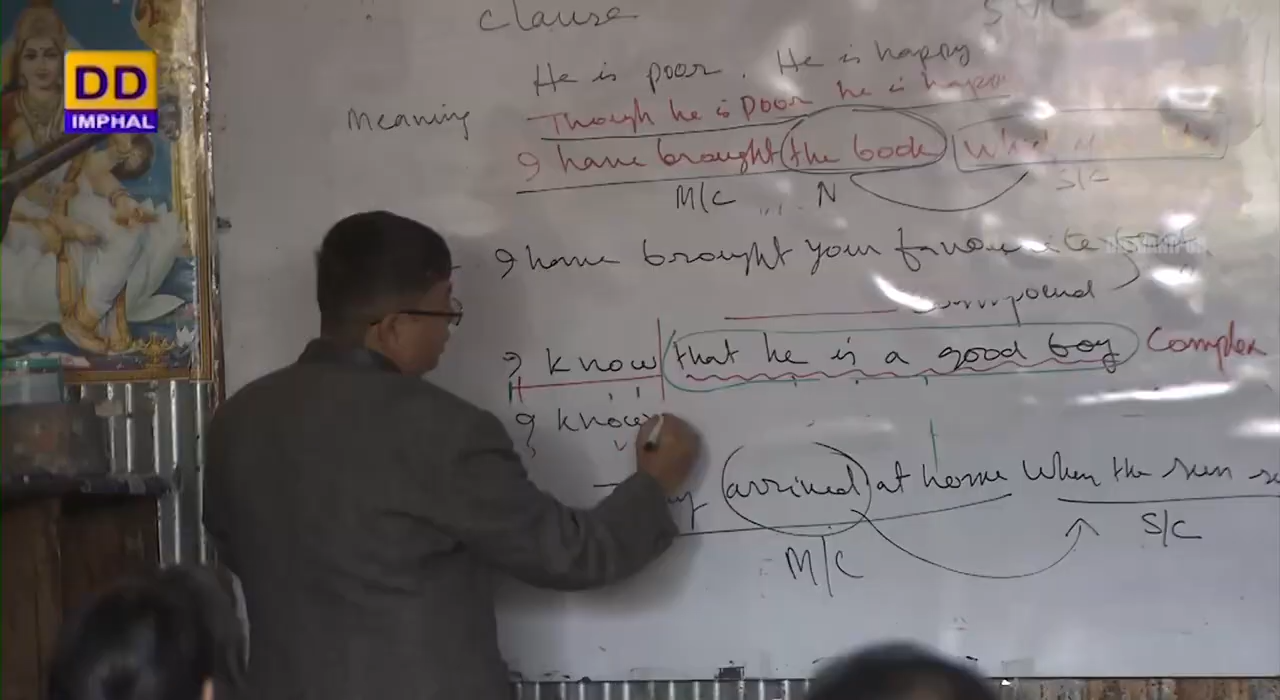 DD
IMPHAL
Clause
He is poor. He is happy
Meaning
Though he is poor he is happy
I have brought the book
M/C N S/C
I have brought your favourite
compound
I know that he is a good boy Complex
I know
arrived at home when the sun
M/C S/C